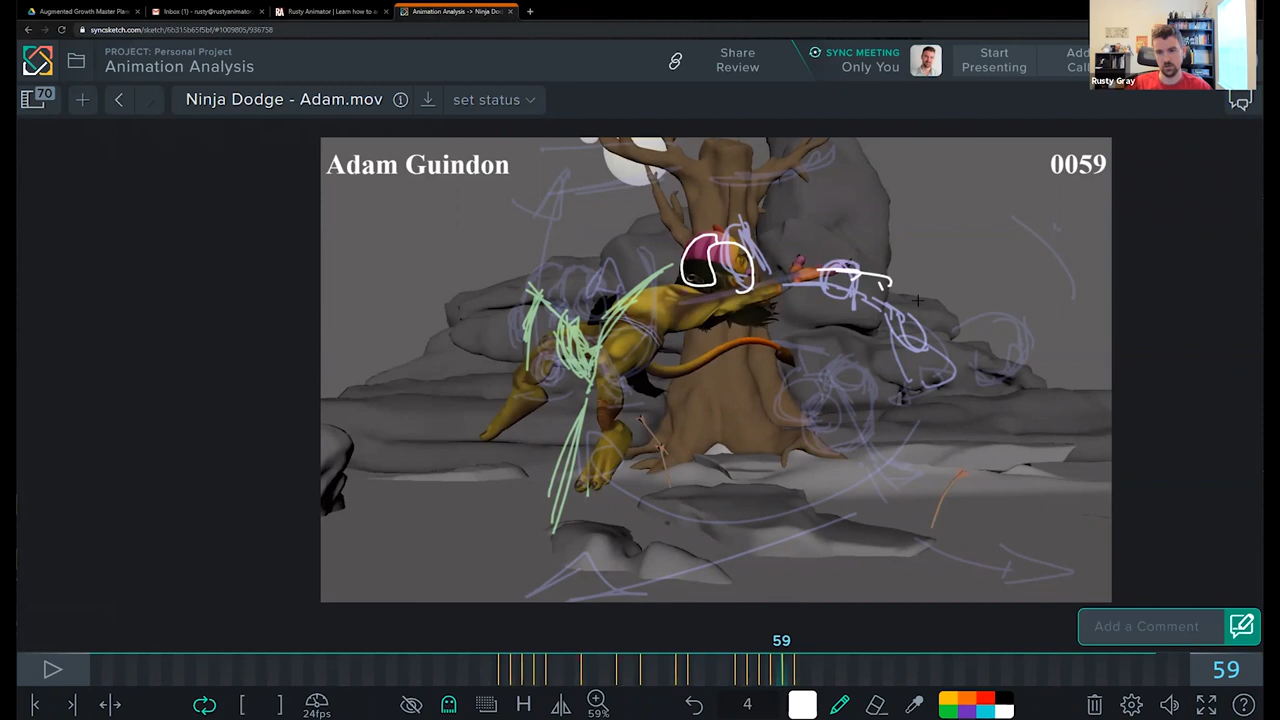 Augmented Growth Master Plan
Inbox (1) - rusty@rustyanimator
Rusty Animator | Learn how to a
Animation Analysis -> Ninja Do
syncsketch.com/sketch/6b315b65f5bf/#1009805/936758
PROJECT: Personal Project
Animation Analysis
Share
Review
SYNC MEETING
Only You
Start
Presenting
Add
Call
Rusty Gray
70
Ninja Dodge - Adam.mov
set status
Adam Guindon
0059
Add a Comment
59
59
24fps
H
59%
4